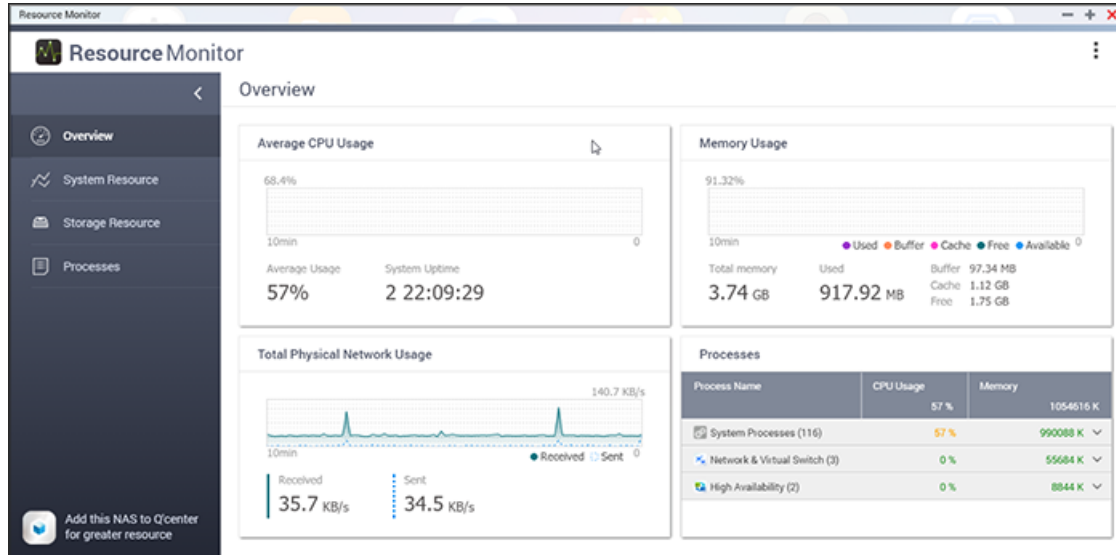 Resource Monitor
Resource Monitor
Overview
Overview
System Resource
Storage Resource
Processes
Add this NAS to Q'center
for greater resource
Average CPU Usage
68.4%
10min 0
Average Usage System Uptime
57% 2 22:09:29
Memory Usage
91.32%
10min Used Buffer Cache Free Available 0
Total memory Used Buffer 97.34 MB
3.74 GB 917.92 MB Cache 1.12 GB
Free 1.75 GB
Total Physical Network Usage
140.7 KB/s
10min Received Sent 0
Received Sent
35.7 KB/s 34.5 KB/s
Processes
Process Name CPU Usage Memory
57 % 1054616 K
System Processes (116) 57 % 990088 K
Network & Virtual Switch (3) 0 % 55684 K
High Availability (2) 0 % 8844 K